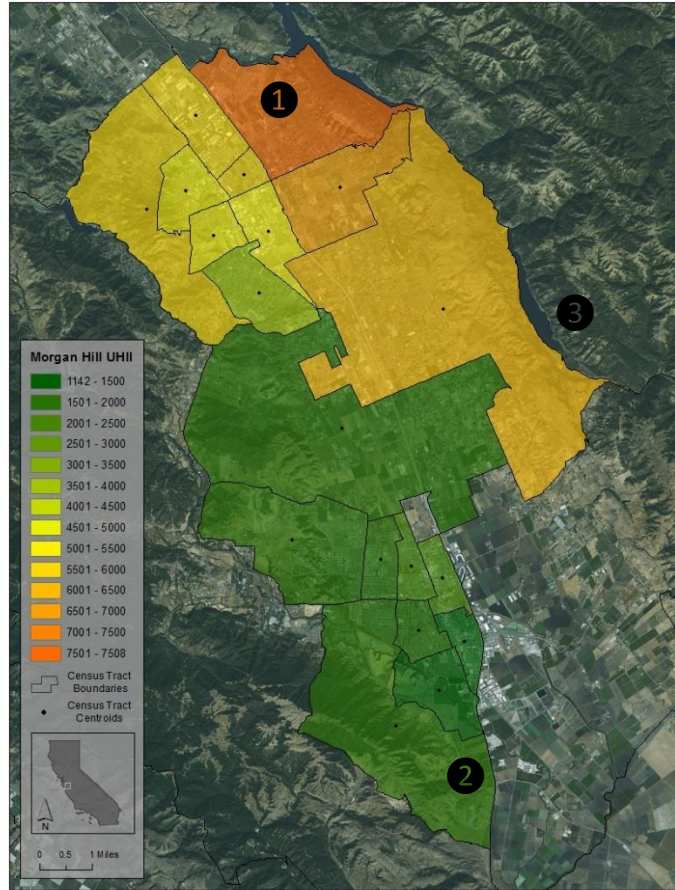 1
3
Morgan Hill UHII
1142 - 1500
1501 - 2000
2001 - 2500
2501 - 3000
3001 - 3500
3501 - 4000
4001 - 4500
4501 - 5000
5001 - 5500
5501 - 6000
6001 - 6500
6501 - 7000
7001 - 7500
7501 - 7508
Census Tract
Boundaries
Census Tract
Centroids
N
0 0.5 1 Miles
2